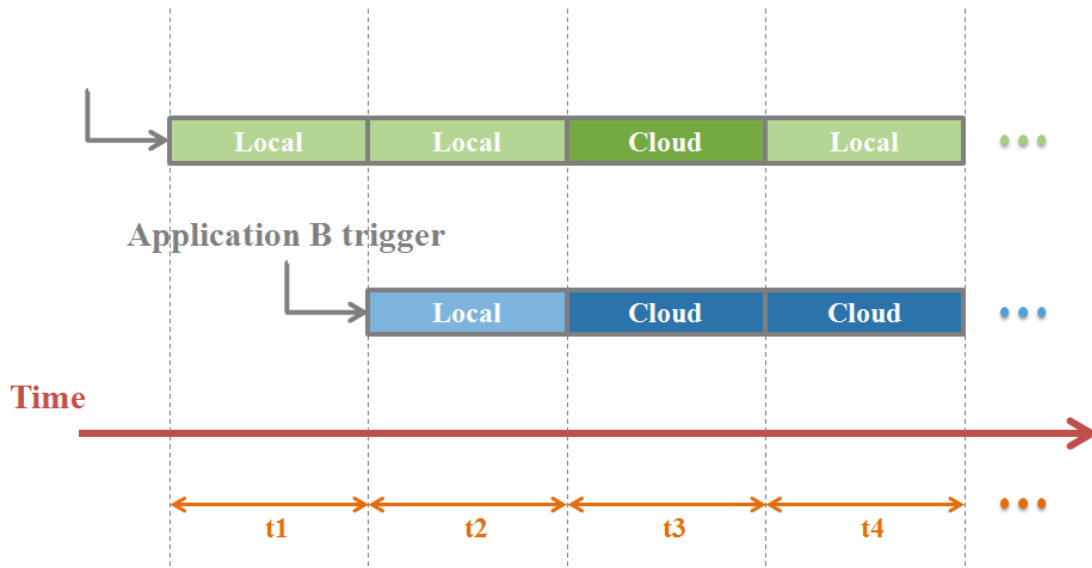 Local Local Cloud Local
Application B trigger
Local Cloud Cloud
Time
t1 t2 t3 t4